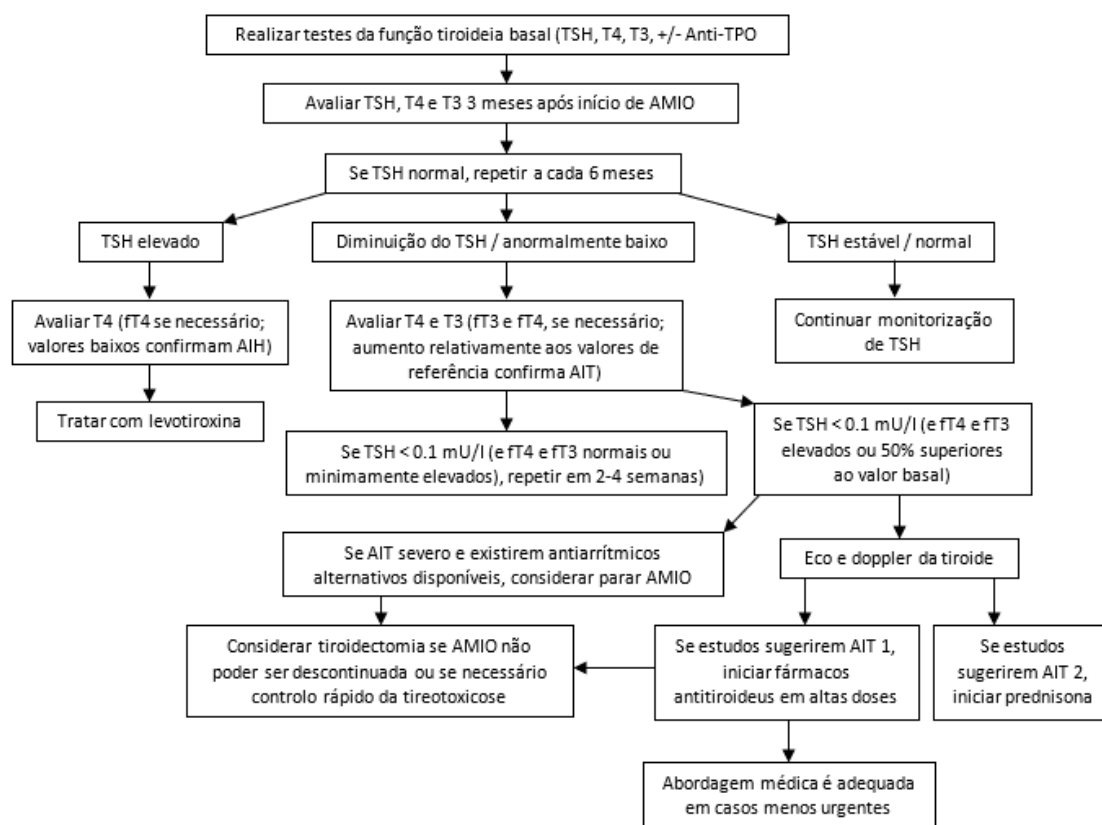 Realizar testes da função tiroideia basal (TSH, T4, T3, +/- Anti-TPO
Avaliar TSH, T4 e T3 3 meses após início de AMIO
Se TSH normal, repetir a cada 6 meses
TSH elevado
Diminuição do TSH / anormalmente baixo
TSH estável / normal
Avaliar T4 (fT4 se necessário;
valores baixos confirmam AIH)
Avaliar T4 e T3 (fT3 e fT4, se necessário;
aumento relativamente aos valores de
referência confirma AIT)
Continuar monitorização
de TSH
Tratar com levotiroxina
Se TSH < 0.1 mU/l (e fT4 e fT3 normais ou
minimamente elevados), repetir em 2-4 semanas)
Se TSH < 0.1 mU/l (e fT4 e fT3
elevados ou 50% superiores
ao valor basal)
Se AIT severo e existirem antiarrítmicos
alternativos disponíveis, considerar parar AMIO
Eco e doppler da tiroide
Considerar tiroidectomia se AMIO não
poder ser descontinuada ou se necessário
controlo rápido da tireotoxicose
Se estudos sugerirem AIT 1,
iniciar fármacos
antitiroideus em altas doses
Se estudos
sugerirem AIT 2,
iniciar prednisona
Abordagem médica é adequada
em casos menos urgentes